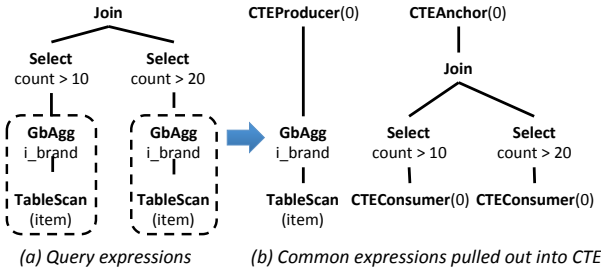 Join
Select
count > 10
Select
count > 20
GbAgg
i_brand
GbAgg
i_brand
TableScan
(item)
TableScan
(item)
(a) Query expressions
CTEProducer(0)
GbAgg
i_brand
TableScan
(item)
CTEAnchor(0)
Join
Select
count > 10
Select
count > 20
CTEConsumer(0)
CTEConsumer(0)
(b) Common expressions pulled out into CTE